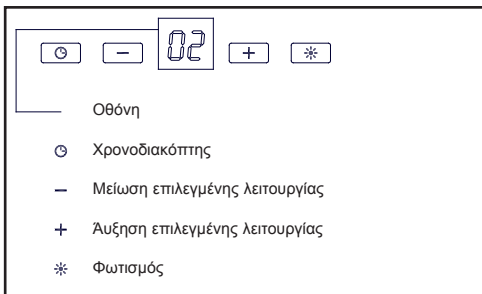 02
Οθόνη
Χρονοδιακόπτης
Μείωση επιλεγμένης λειτουργίας
Άυξηση επιλεγμένης λειτουργίας
Φωτισμός